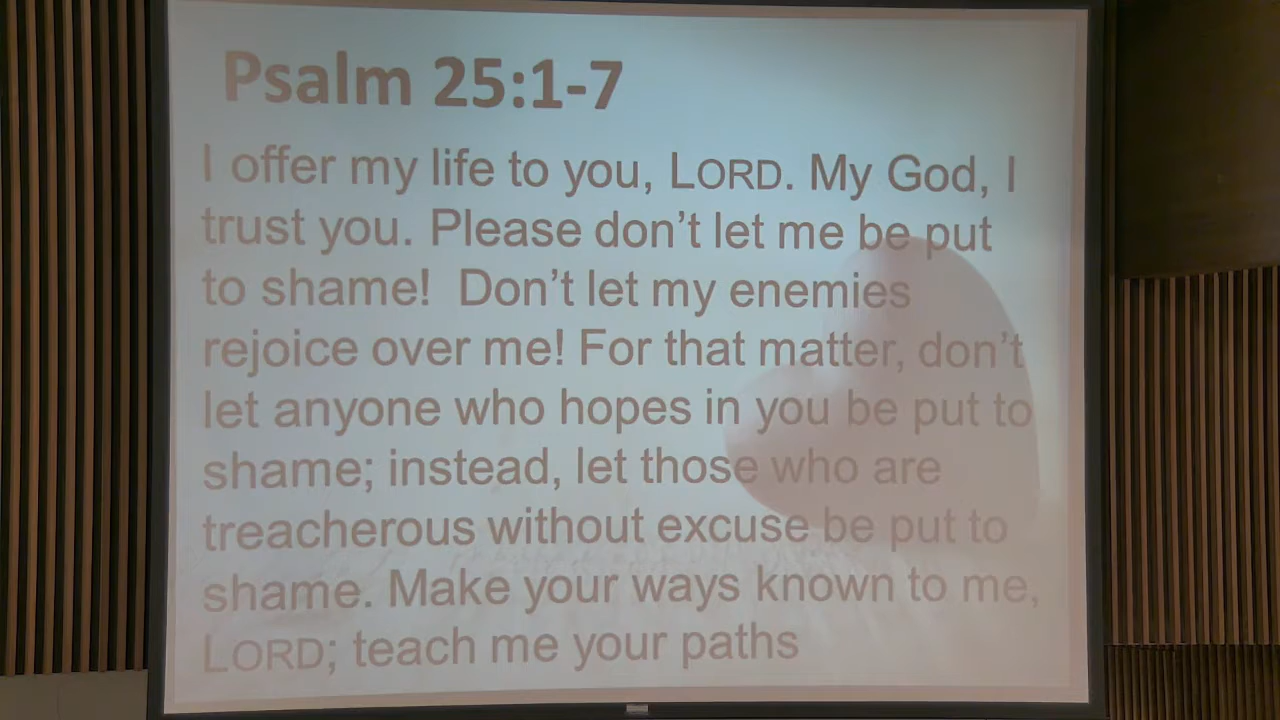 Psalm 25:1-7
I offer my life to you, LORD. My God, I
trust you. Please don’t let me be put
to shame!  Don’t let my enemies
rejoice over me! For that matter, don’t
let anyone who hopes in you be put to
shame; instead, let those who are
treacherous without excuse be put to
shame. Make your ways known to me,
LORD; teach me your paths